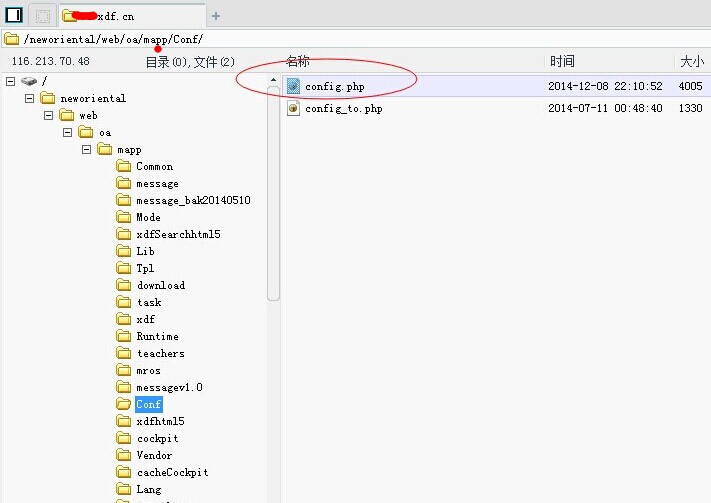 xdf.cn
/neworiental/web/oa/mapp/Conf/
116.213.70.48 目录(0),文件(2) 名称 时间 大小
/
config.php 2014-12-08 22:10:52 4005
neworiental
config_to.php 2014-07-11 00:48:40 1330
web
oa
mapp
Common
message
message_bak20140510
Mode
xdfSearchhtml5
Lib
Tpl
download
task
xdf
Runtime
teachers
mros
messagev1.0
Conf
xdfhtml5
cockpit
Vendor
cacheCockpit
Lang